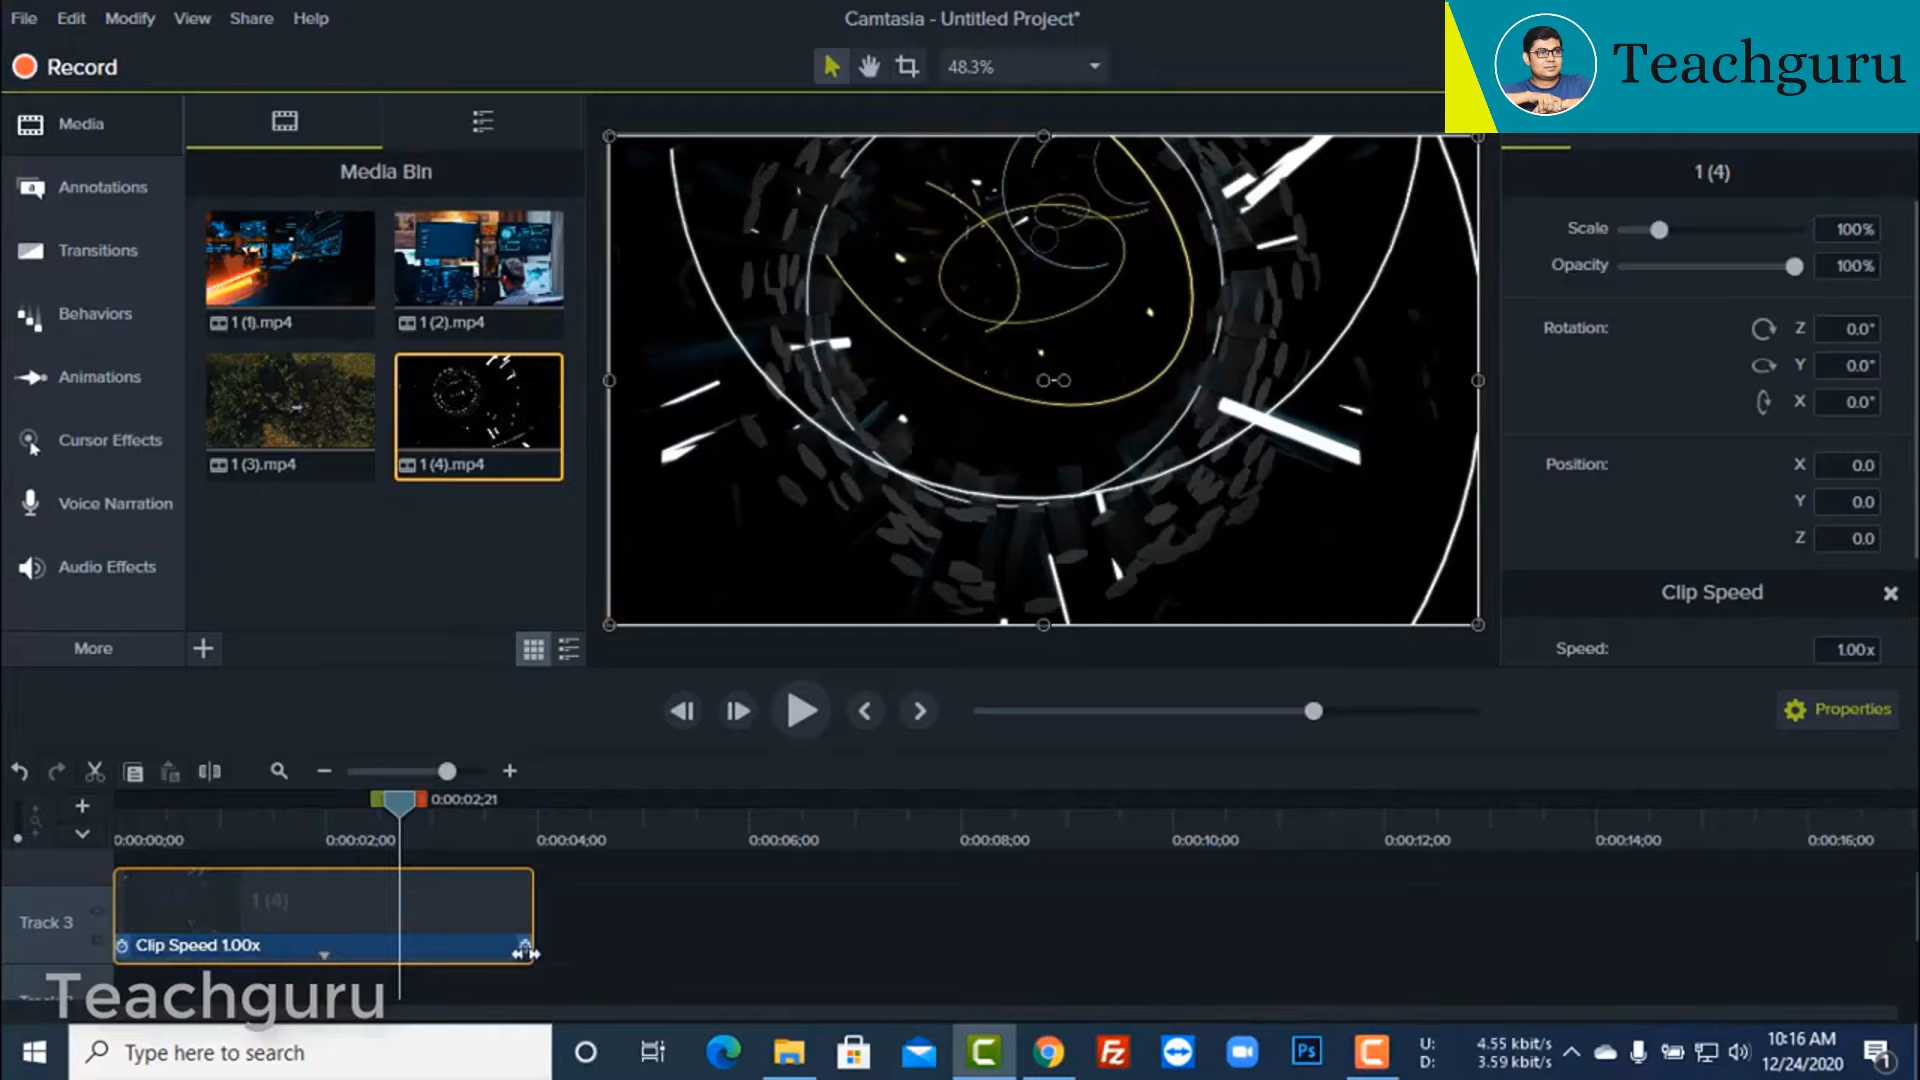 File Edit Modify View Share Help
Camtasia - Untitled Project*
Teachguru
Record
48.3%
Media
Annotations
Transitions
Behaviors
Animations
Cursor Effects
Voice Narration
Audio Effects
More
Media Bin
1 (1).mp4
1 (2).mp4
1 (3).mp4
1 (4).mp4
1 (4)
Scale 100%
Opacity 100%
Rotation: Z 0.0°
Y 0.0°
X 0.0°
Position: X 0.0
Y 0.0
Z 0.0
Clip Speed
Speed: 1.00x
Properties
0:00:02;21
0:00:00;00 0:00:02;00 0:00:04;00 0:00:06;00 0:00:08;00 0:00:10;00 0:00:12;00 0:00:14;00 0:00:16;00
1 (4)
Track 3
Clip Speed 1.00x
Teachguru
Type here to search
U: 4.55 kbit/s
D: 3.59 kbit/s
10:16 AM
12/24/2020
1